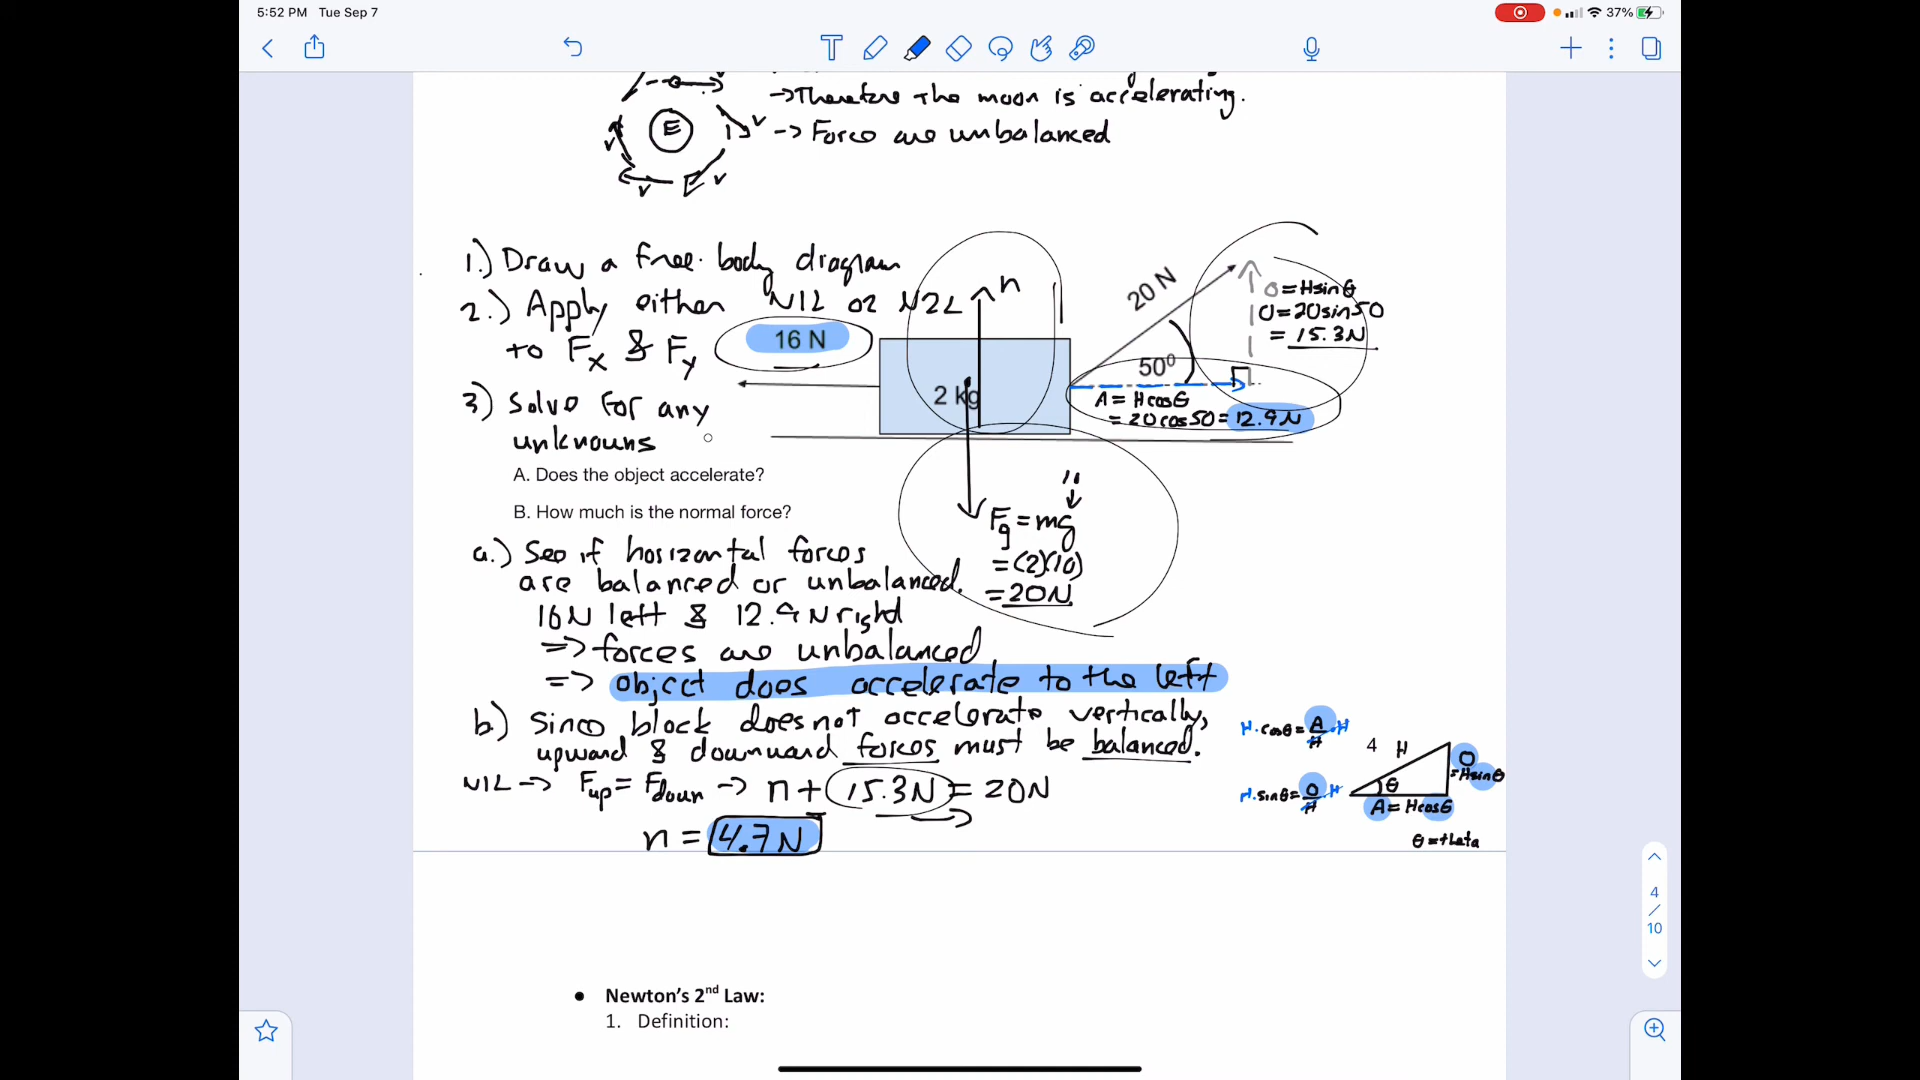 5:52 PM Tue Sep 7
37%
→Therefore the moon is accelerating.
E
v
→ Force are unbalanced
v
v
v
1.) Draw a free-body diagram
n
20 N
O=Hsinθ
2.) Apply either N1L or N2L
O=20sin50
to Fx & Fy
16 N
= 15.3N
50⁰
2 kg
3) Solve for any
A = Hcosθ
= 20cos50=12.9N
unknowns
A. Does the object accelerate?
B. How much is the normal force?
Fg = mg
= (2)(10)
= 20N
a.) See if horizontal forces
are balanced or unbalanced.
16N left & 12.9N right
=> forces are unbalanced
=> object does accelerate to the left
b.) Since block does not accelerate vertically,
upward & downward forces must be balanced.
N1L → Fup = Fdown → n + 15.3N = 20N
n = 4.7N
H·cosθ=A/H·H
4 H
O
=Hsinθ
H·sinθ=O/H·H
θ
A=Hcosθ
θ=theta
4
/
10
• Newton's 2nd Law:
1. Definition: